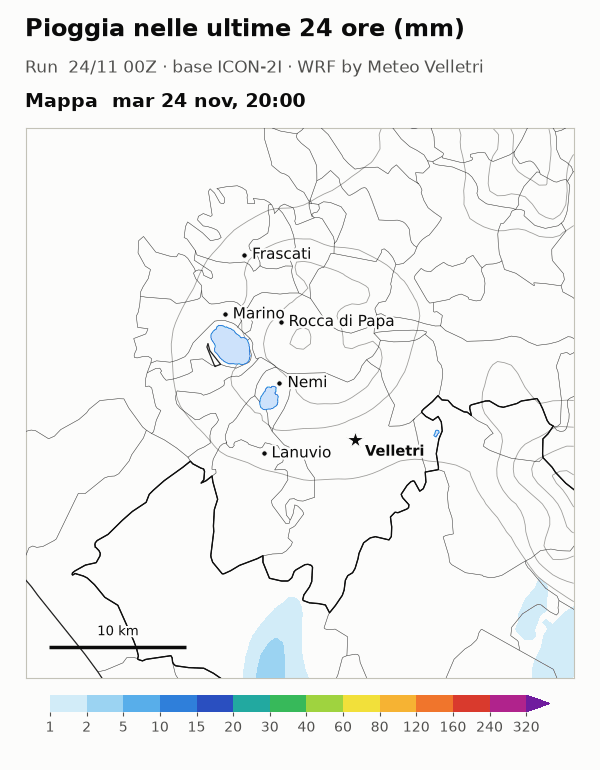 Pioggia nelle ultime 24 ore (mm)
Run  24/11 00Z · base ICON-2I · WRF by Meteo Velletri
Mappa  mar 24 nov, 20:00
Frascati
Marino
Rocca di Papa
Nemi
Velletri
Lanuvio
10 km
1 2 5 10 15 20 30 40 60 80 120 160 240 320